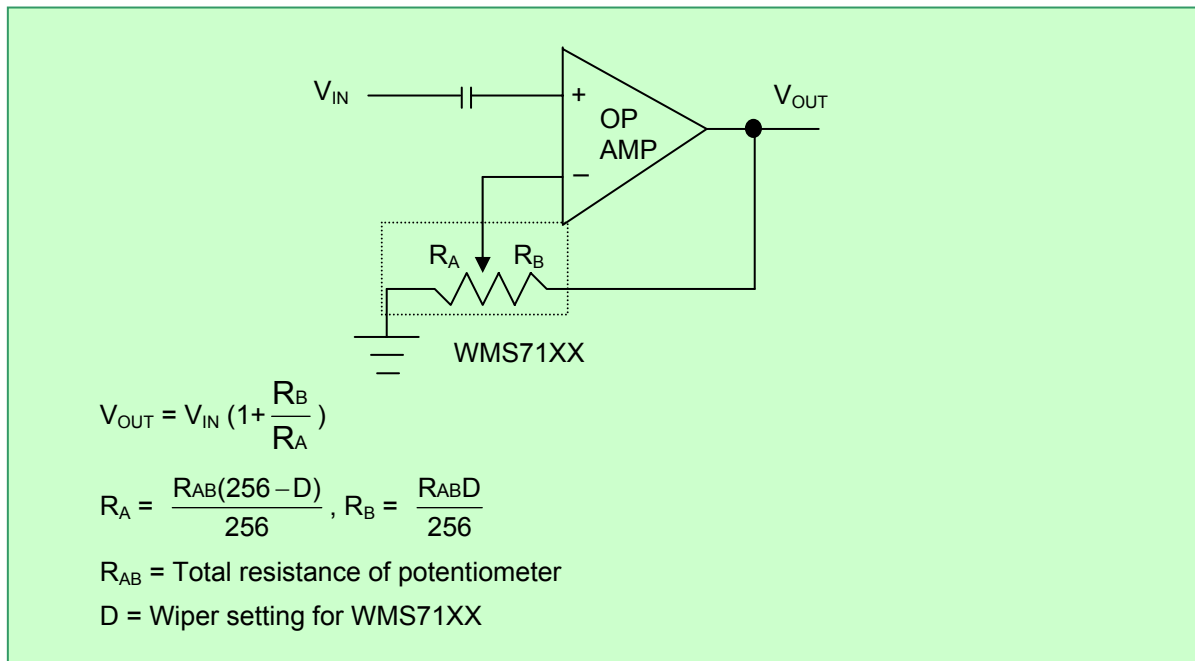 V_IN
+
OP
AMP
−
V_OUT
R_A R_B
WMS71XX
V_OUT = V_IN (1+ R_B/R_A )
R_A = R_AB(256−D)/256 , R_B = R_ABD/256
R_AB = Total resistance of potentiometer
D = Wiper setting for WMS71XX